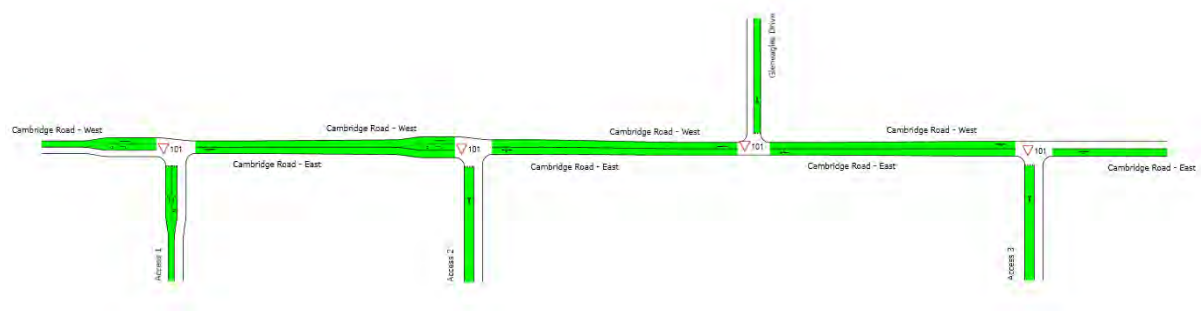 Gleneagles Drive
Cambridge Road - West
Cambridge Road - West
Cambridge Road - West
Cambridge Road - West
101
101
101
101
Cambridge Road - East
Cambridge Road - East
Cambridge Road - East
Cambridge Road - East
Access 1
Access 2
Access 3